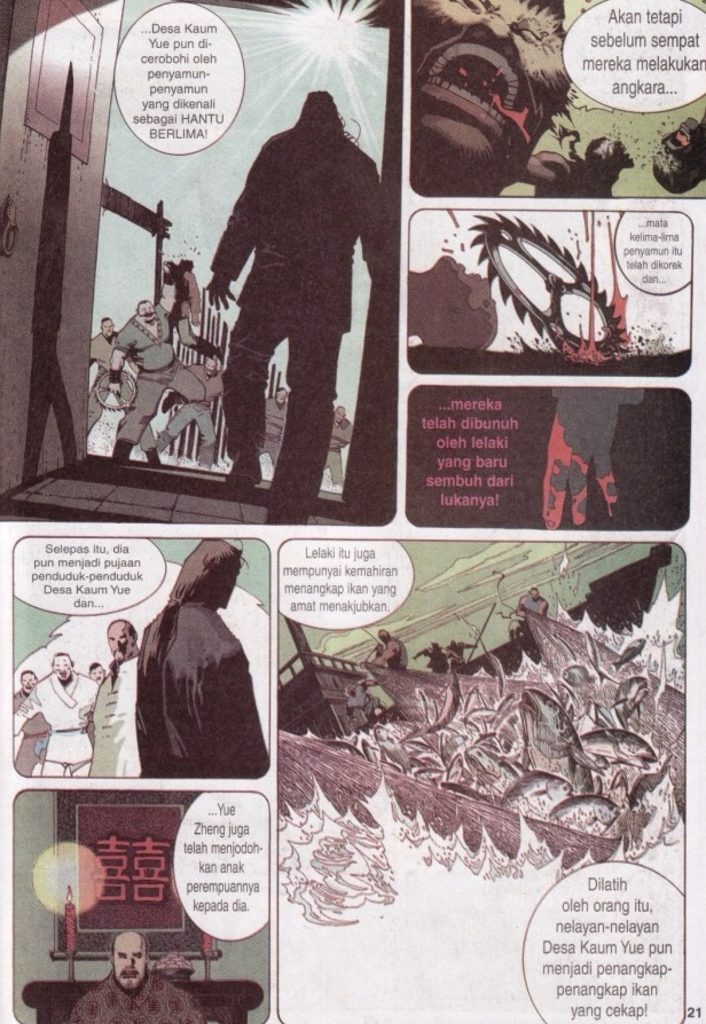 ...Desa Kaum
Yue pun di-
cerobohi oleh
penyamun-
penyamun
yang dikenali
sebagai HANTU
BERLIMA!
Akan tetapi
sebelum sempat
mereka melakukan
angkara...
...mata
kelima-lima
penyamun itu
telah dikorek
dan...
...mereka
telah dibunuh
oleh lelaki
yang baru
sembuh dari
lukanya!
Selepas itu, dia
pun menjadi pujaan
penduduk-penduduk
Desa Kaum Yue
dan...
Lelaki itu juga
mempunyai kemahiran
menangkap ikan yang
amat menakjubkan.
...Yue
Zheng juga
telah menjodoh-
kan anak
perempuannya
kepada dia.
囍
Dilatih
oleh orang itu,
nelayan-nelayan
Desa Kaum Yue pun
menjadi penangkap-
penangkap ikan
yang cekap!
21